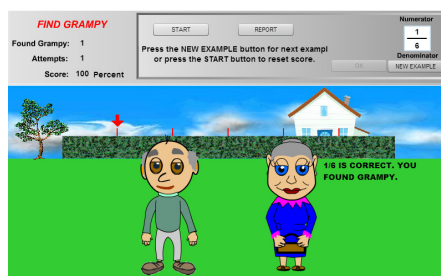 FIND GRAMPY
Found Grampy: 1
Attempts: 1
Score: 100 Percent
START
REPORT
Press the NEW EXAMPLE button for next exampl
or press the START button to reset score.
Numerator
1
6
Denominator
OK
NEW EXAMPLE
1/6 IS CORRECT. YOU
FOUND GRAMPY.